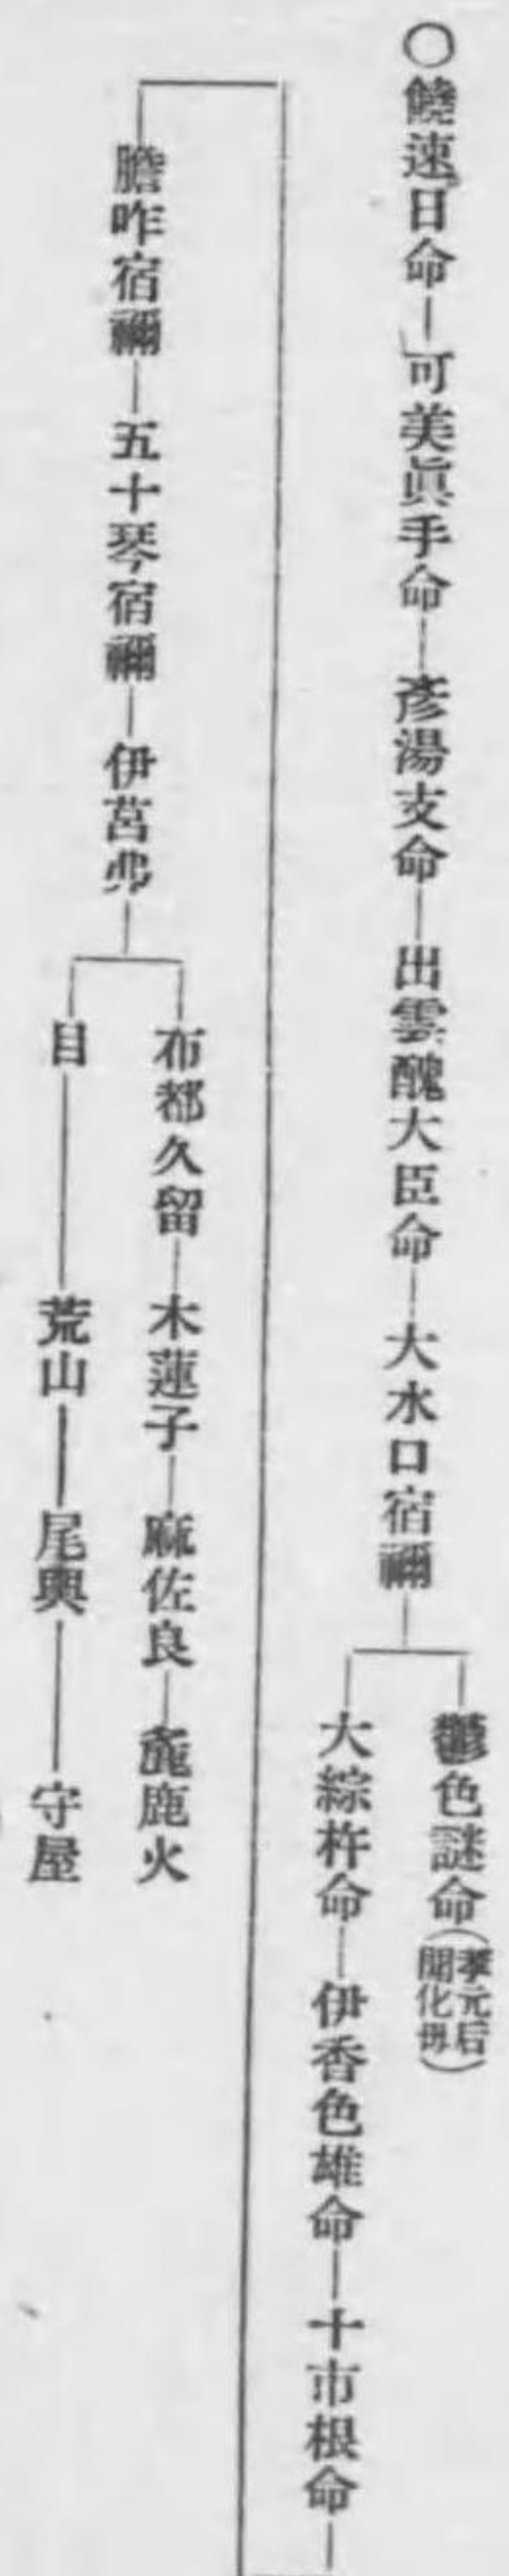 〇饒速日命―可美眞手命―彥湯支命―出雲醜大臣命―大水口宿禰
鬱色謎命(孝元后開化母)
大綜杵命―伊香色雄命―十市根命
膽咋宿禰―五十琴宿禰―伊莒弗
布都久留―木蓮子―麻佐良―麁鹿火
目―荒山―尾輿―守屋